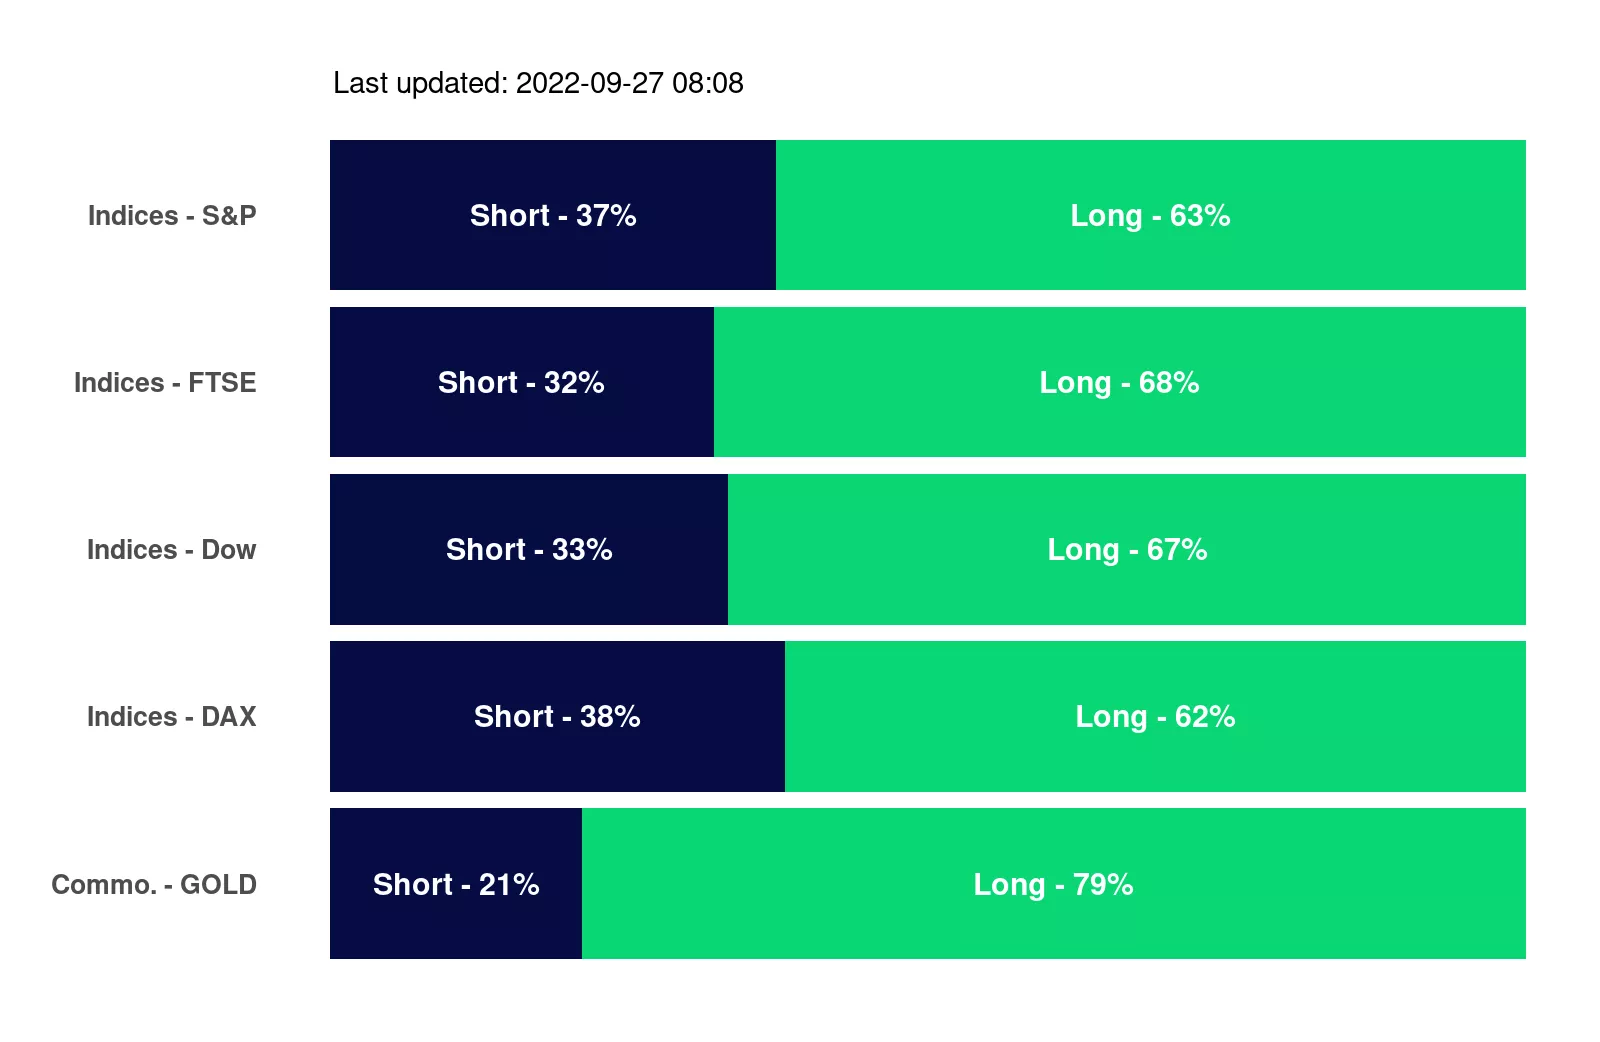 Last updated: 2022-09-27 08:08
Indices - S&P Short - 37% Long - 63%
Indices - FTSE Short - 32% Long - 68%
Indices - Dow Short - 33% Long - 67%
Indices - DAX Short - 38% Long - 62%
Commo. - GOLD Short - 21% Long - 79%